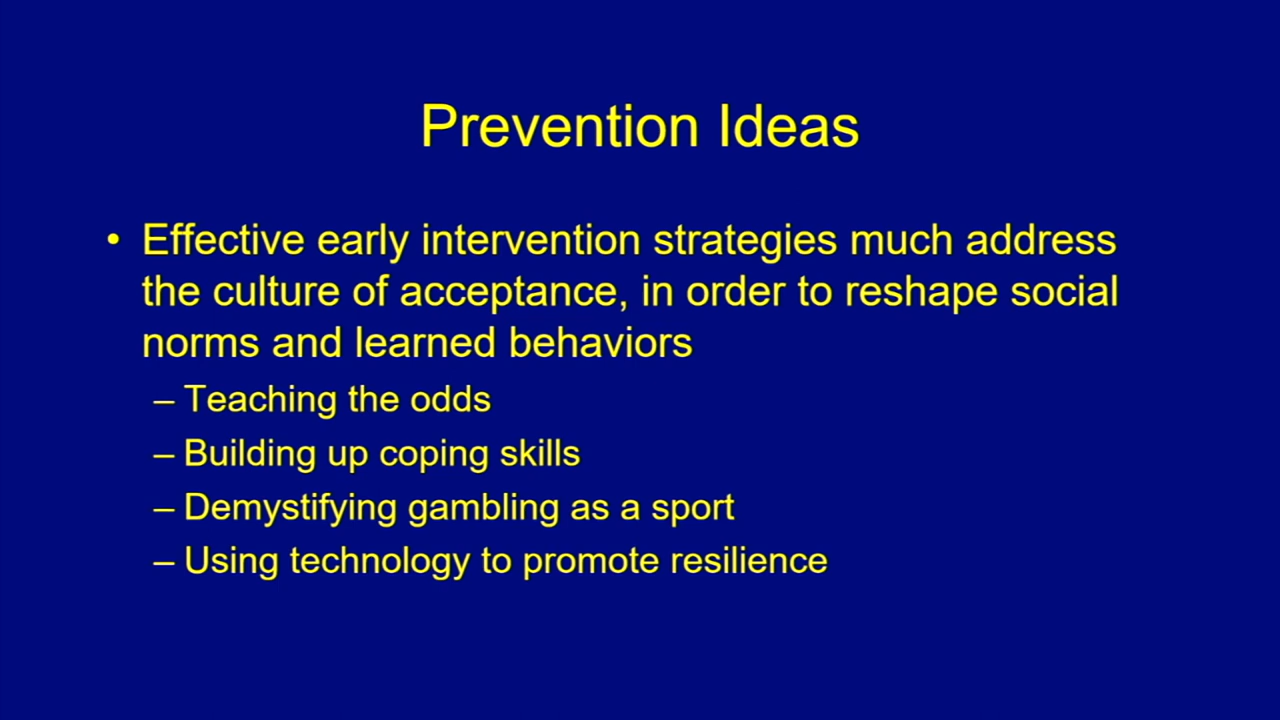 Prevention Ideas
• Effective early intervention strategies much address
the culture of acceptance, in order to reshape social
norms and learned behaviors
– Teaching the odds
– Building up coping skills
– Demystifying gambling as a sport
– Using technology to promote resilience